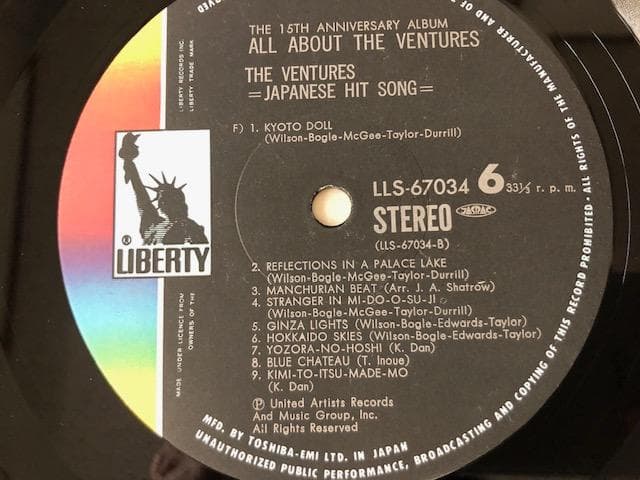 THE 15TH ANNIVERSARY ALBUM
ALL ABOUT THE VENTURES
THE VENTURES
=JAPANESE HIT SONG=
F) 1. KYOTO DOLL
(Wilson-Bogle-McGee-Taylor-Durrill)
LIBERTY RECORDS INC.
LIBERTY TRADE MARK
LLS-67034 6 33⅓ r. p. m.
STEREO JASRAC
(LLS-67034-B)
® LIBERTY
MADE UNDER LICENCE FROM
OWNERS OF THE
2. REFLECTIONS IN A PALACE LAKE
(Wilson-Bogle-McGee-Taylor-Durrill)
3. MANCHURIAN BEAT (Arr. J. A. Shatrow)
4. STRANGER IN MI-DO-O-SU-JI
(Wilson-Bogle-McGee-Taylor-Durrill)
5. GINZA LIGHTS (Wilson-Bogle-Edwards-Taylor)
6. HOKKAIDO SKIES (Wilson-Bogle-Edwards-Taylor)
7. YOZORA-NO-HOSHI (K. Dan)
8. BLUE CHATEAU (T. Inoue)
9. KIMI-TO-ITSU-MADE-MO
(K. Dan)
Ⓟ United Artists Records
And Music Group, Inc.
All Rights Reserved
MFD. BY TOSHIBA-EMI LTD. IN JAPAN
UNAUTHORIZED PUBLIC PERFORMANCE, BROADCASTING AND COPYING OF THIS RECORD PROHIBITED - ALL RIGHTS OF THE MANUFACTURER AND OF